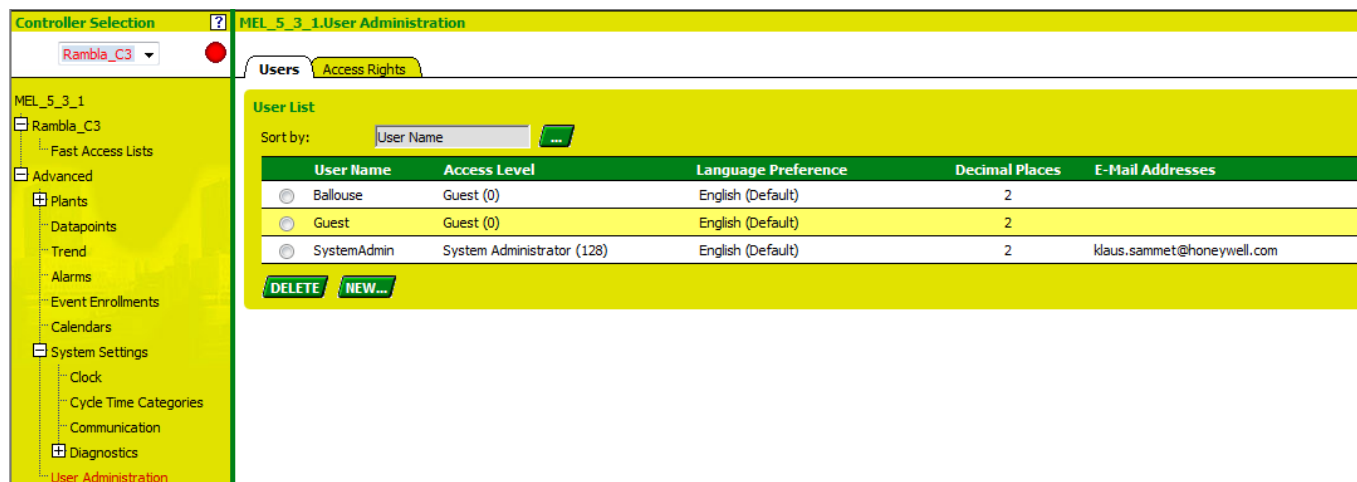 Controller Selection ?
Rambla_C3
MEL_5_3_1
Rambla_C3
Fast Access Lists
Advanced
Plants
Datapoints
Trend
Alarms
Event Enrollments
Calendars
System Settings
Clock
Cycle Time Categories
Communication
Diagnostics
User Administration
MEL_5_3_1.User Administration
Users Access Rights
User List
Sort by: User Name ...
User Name Access Level Language Preference Decimal Places E-Mail Addresses
Ballouse Guest (0) English (Default) 2
Guest Guest (0) English (Default) 2
SystemAdmin System Administrator (128) English (Default) 2 klaus.sammet@honeywell.com
DELETE NEW...